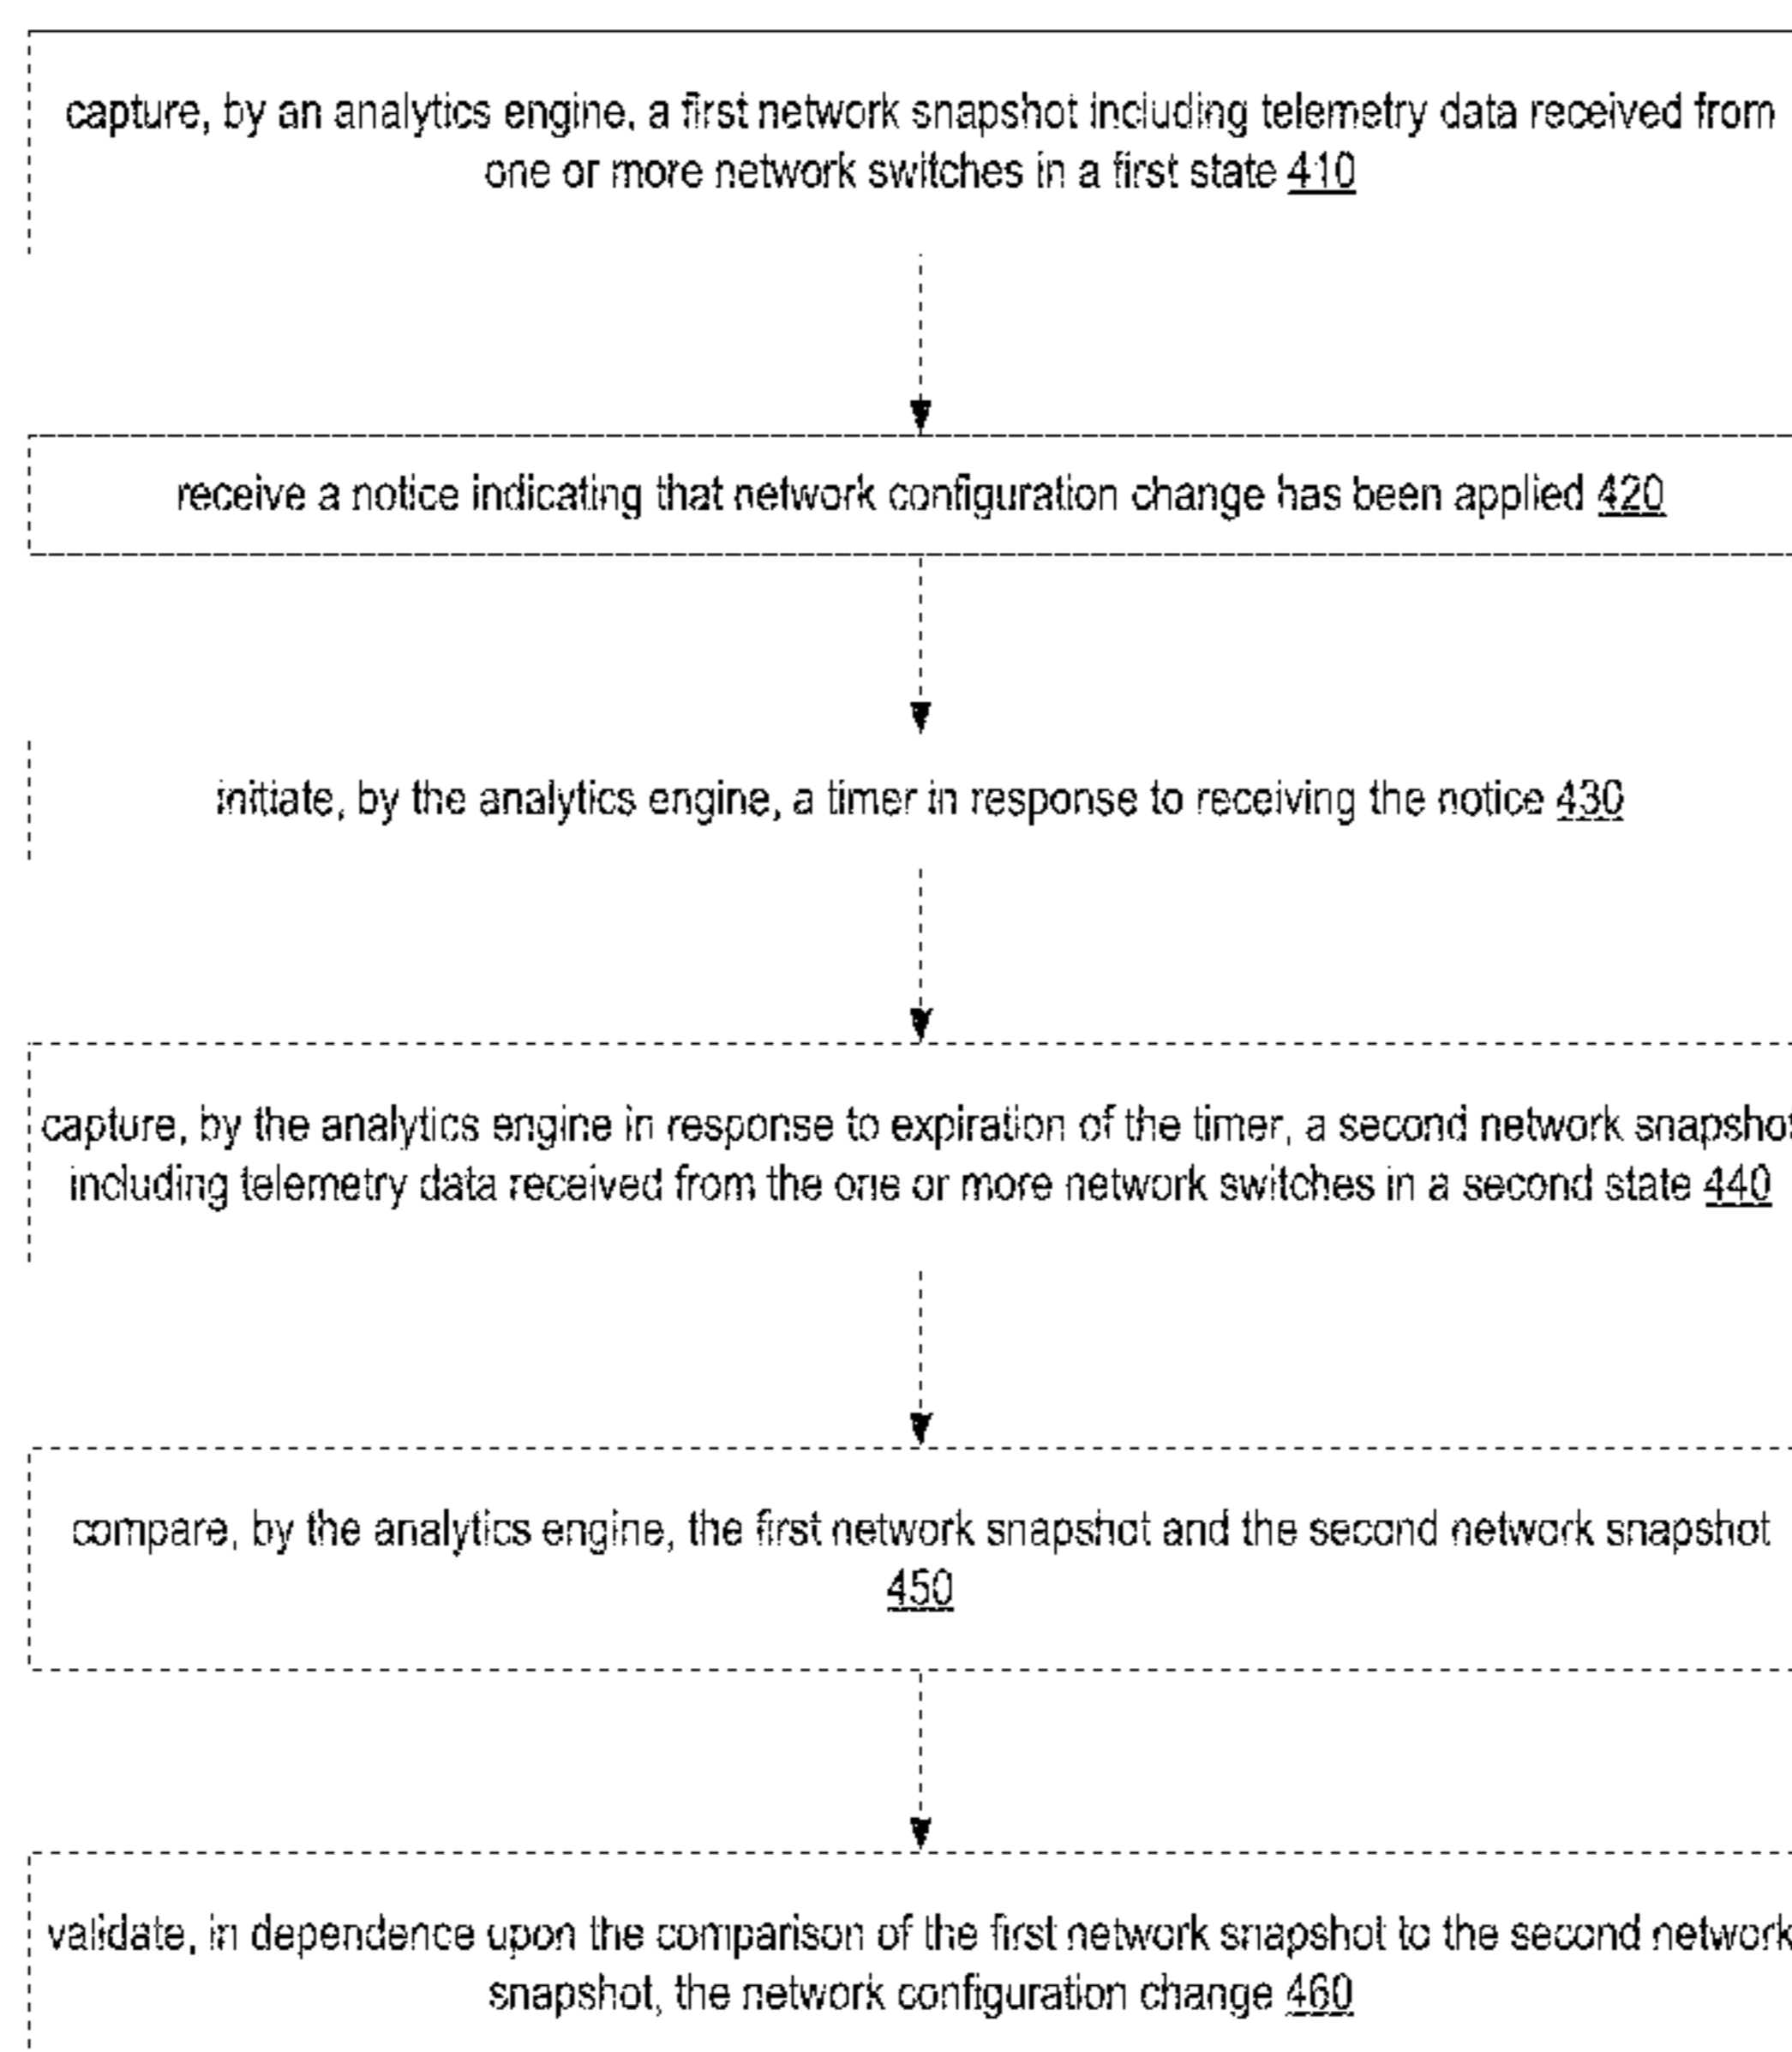 capture, by an analytics engine, a first network snapshot including telemetry data received from
one or more network switches in a first state 410
receive a notice indicating that network configuration change has been applied 420
initiate, by the analytics engine, a timer in response to receiving the notice 430
capture, by the analytics engine in response to expiration of the timer, a second network snapshot
including telemetry data received from the one or more network switches in a second state 440
compare, by the analytics engine, the first network snapshot and the second network snapshot
450
validate, in dependence upon the comparison of the first network snapshot to the second network
snapshot, the network configuration change 460